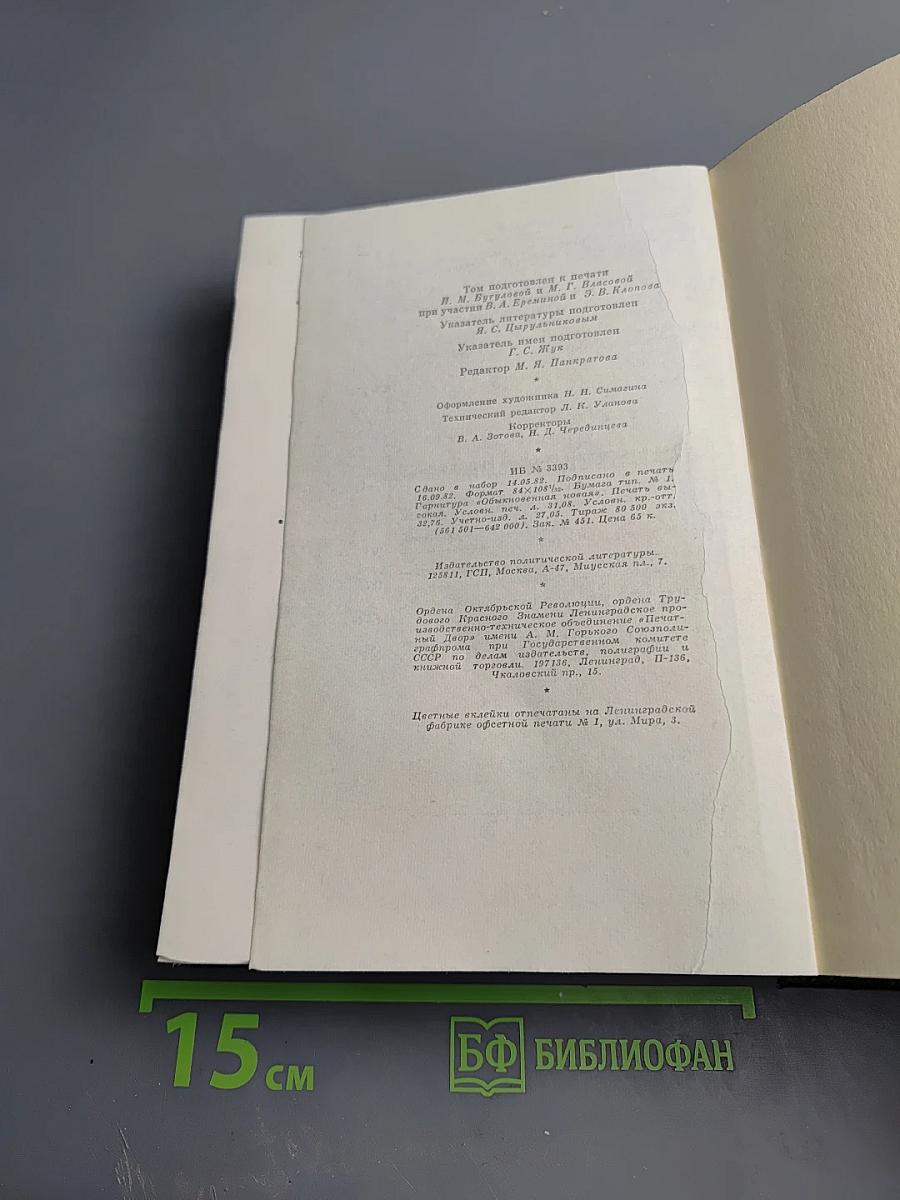 Том подготовлен к печати
И. М. Бугуловой и М. Г. Власовой
при участии В. А. Ереминой и Э. В. Клопова
Указатель литературы подготовлен
Я. С. Цырульниковым
Указатель имен подготовлен
Г. С. Жук
Редактор М. Я. Панкратова
*
Оформление художника Н. Н. Симагина
Технический редактор Л. К. Уланова
Корректоры
В. А. Зотова, Н. Д. Черединцева
*
ИБ № 3393
Сдано в набор 14.05.82. Подписано в печать
16.09.82. Формат 84×108¹/₃₂. Бумага тип. № 1.
Гарнитура «Обыкновенная новая». Печать вы-
сокая. Условн. печ. л. 31,08. Условн. кр.-отт.
32,76. Учетно-изд. л. 27,05. Тираж 80 500 экз.
(561 501—642 000). Зак. № 451. Цена 65 к.
*
Издательство политической литературы.
125811, ГСП, Москва, А-47, Миусская пл., 7.
*
Ордена Октябрьской Революции, ордена Тру-
дового Красного Знамени Ленинградское про-
изводственно-техническое объединение «Печат-
ный Двор» имени А. М. Горького Союзполи-
графпрома при Государственном комитете
СССР по делам издательств, полиграфии и
книжной торговли. 197136, Ленинград, П-136,
Чкаловский пр., 15.
*
Цветные вклейки отпечатаны на Ленинградской
фабрике офсетной печати № 1, ул. Мира, 3.
15 см
БФ БИБЛИОФАН